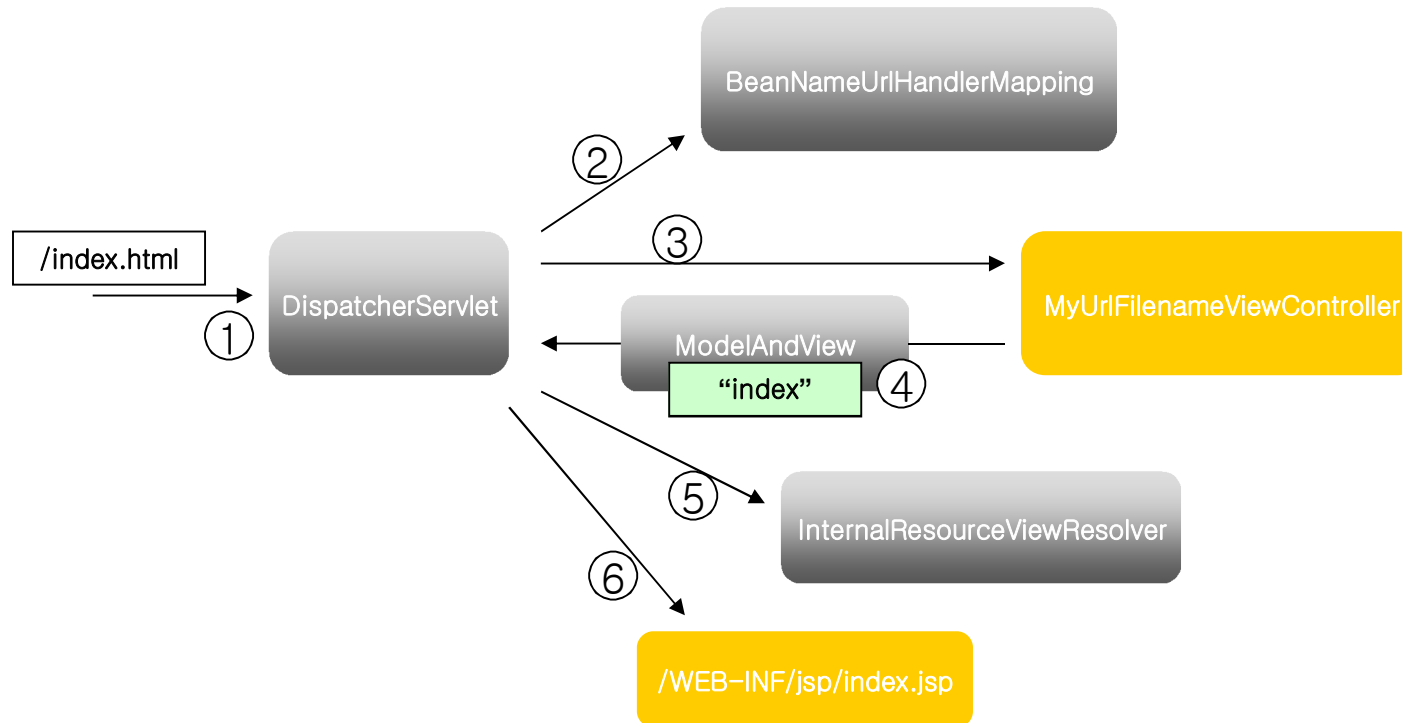 BeanNameUrlHandlerMapping
②
③
/index.html
DispatcherServlet
MyUrlFilenameViewController
①
ModelAndView
④
“index”
⑤
InternalResourceViewResolver
⑥
/WEB-INF/jsp/index.jsp